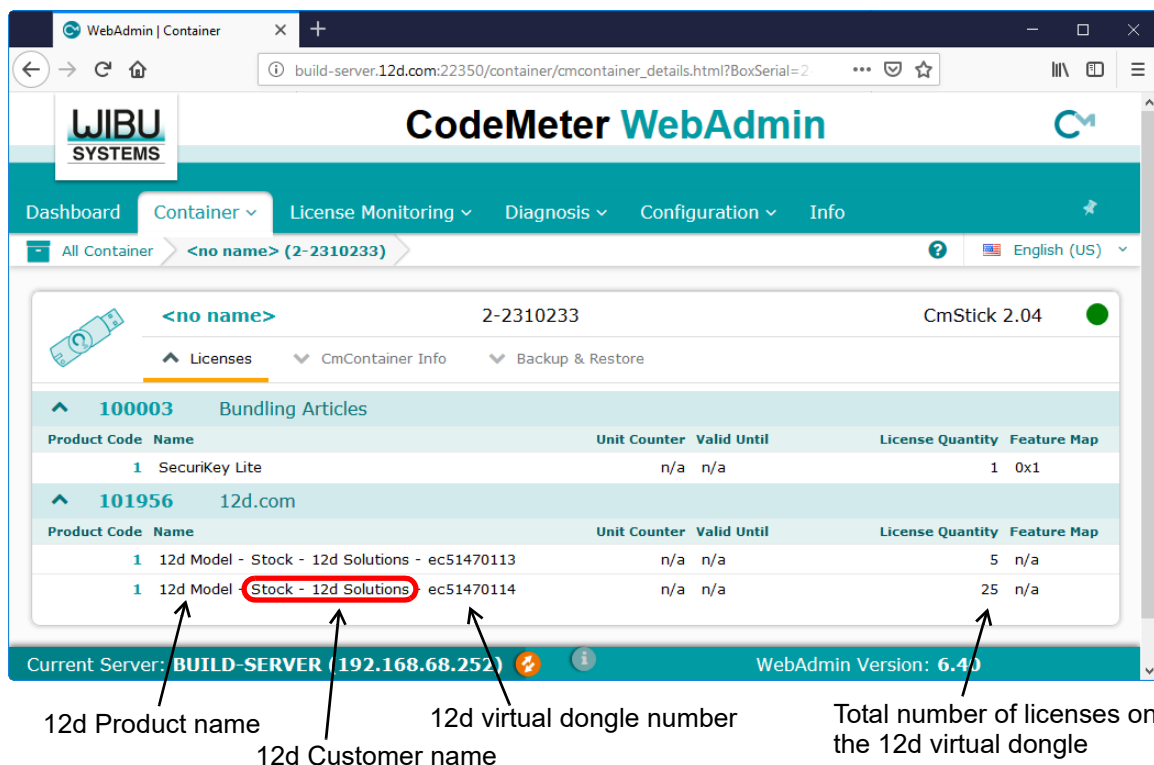 WebAdmin | Container
build-server.12d.com:22350/container/cmcontainer_details.html?BoxSerial=2
WIBU
SYSTEMS
CodeMeter WebAdmin
Dashboard Container License Monitoring Diagnosis Configuration Info
All Container <no name> (2-2310233) English (US)
<no name> 2-2310233 CmStick 2.04
Licenses CmContainer Info Backup & Restore
100003 Bundling Articles
Product Code Name Unit Counter Valid Until License Quantity Feature Map
1 SecuriKey Lite n/a n/a 1 0x1
101956 12d.com
Product Code Name Unit Counter Valid Until License Quantity Feature Map
1 12d Model - Stock - 12d Solutions - ec51470113 n/a n/a 5 n/a
1 12d Model - Stock - 12d Solutions - ec51470114 n/a n/a 25 n/a
Current Server: BUILD-SERVER (192.168.68.252) WebAdmin Version: 6.40
12d Product name
12d Customer name
12d virtual dongle number
Total number of licenses on
the 12d virtual dongle